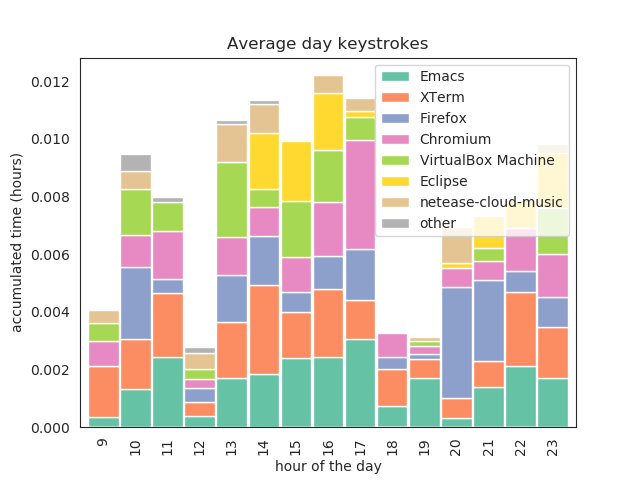 Average day keystrokes
accumulated time (hours)
0.012
0.010
0.008
0.006
0.004
0.002
0.000
Emacs
XTerm
Firefox
Chromium
VirtualBox Machine
Eclipse
netease-cloud-music
other
9 10 11 12 13 14 15 16 17 18 19 20 21 22 23
hour of the day